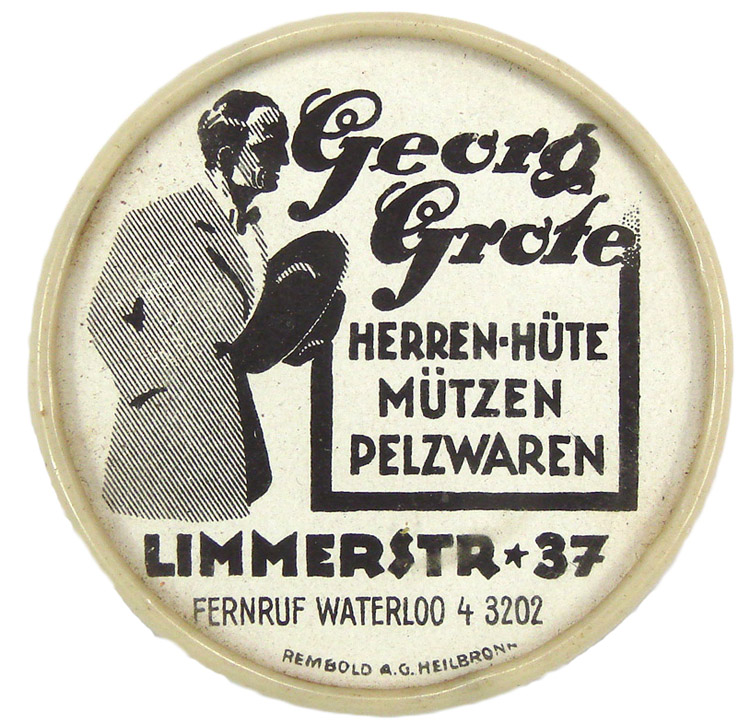 Georg
Grote
HERREN-HÜTE
MÜTZEN
PELZWAREN
LIMMERSTR★37
FERNRUF WATERLOO 4 3202
REMBOLD A.G. HEILBRONN